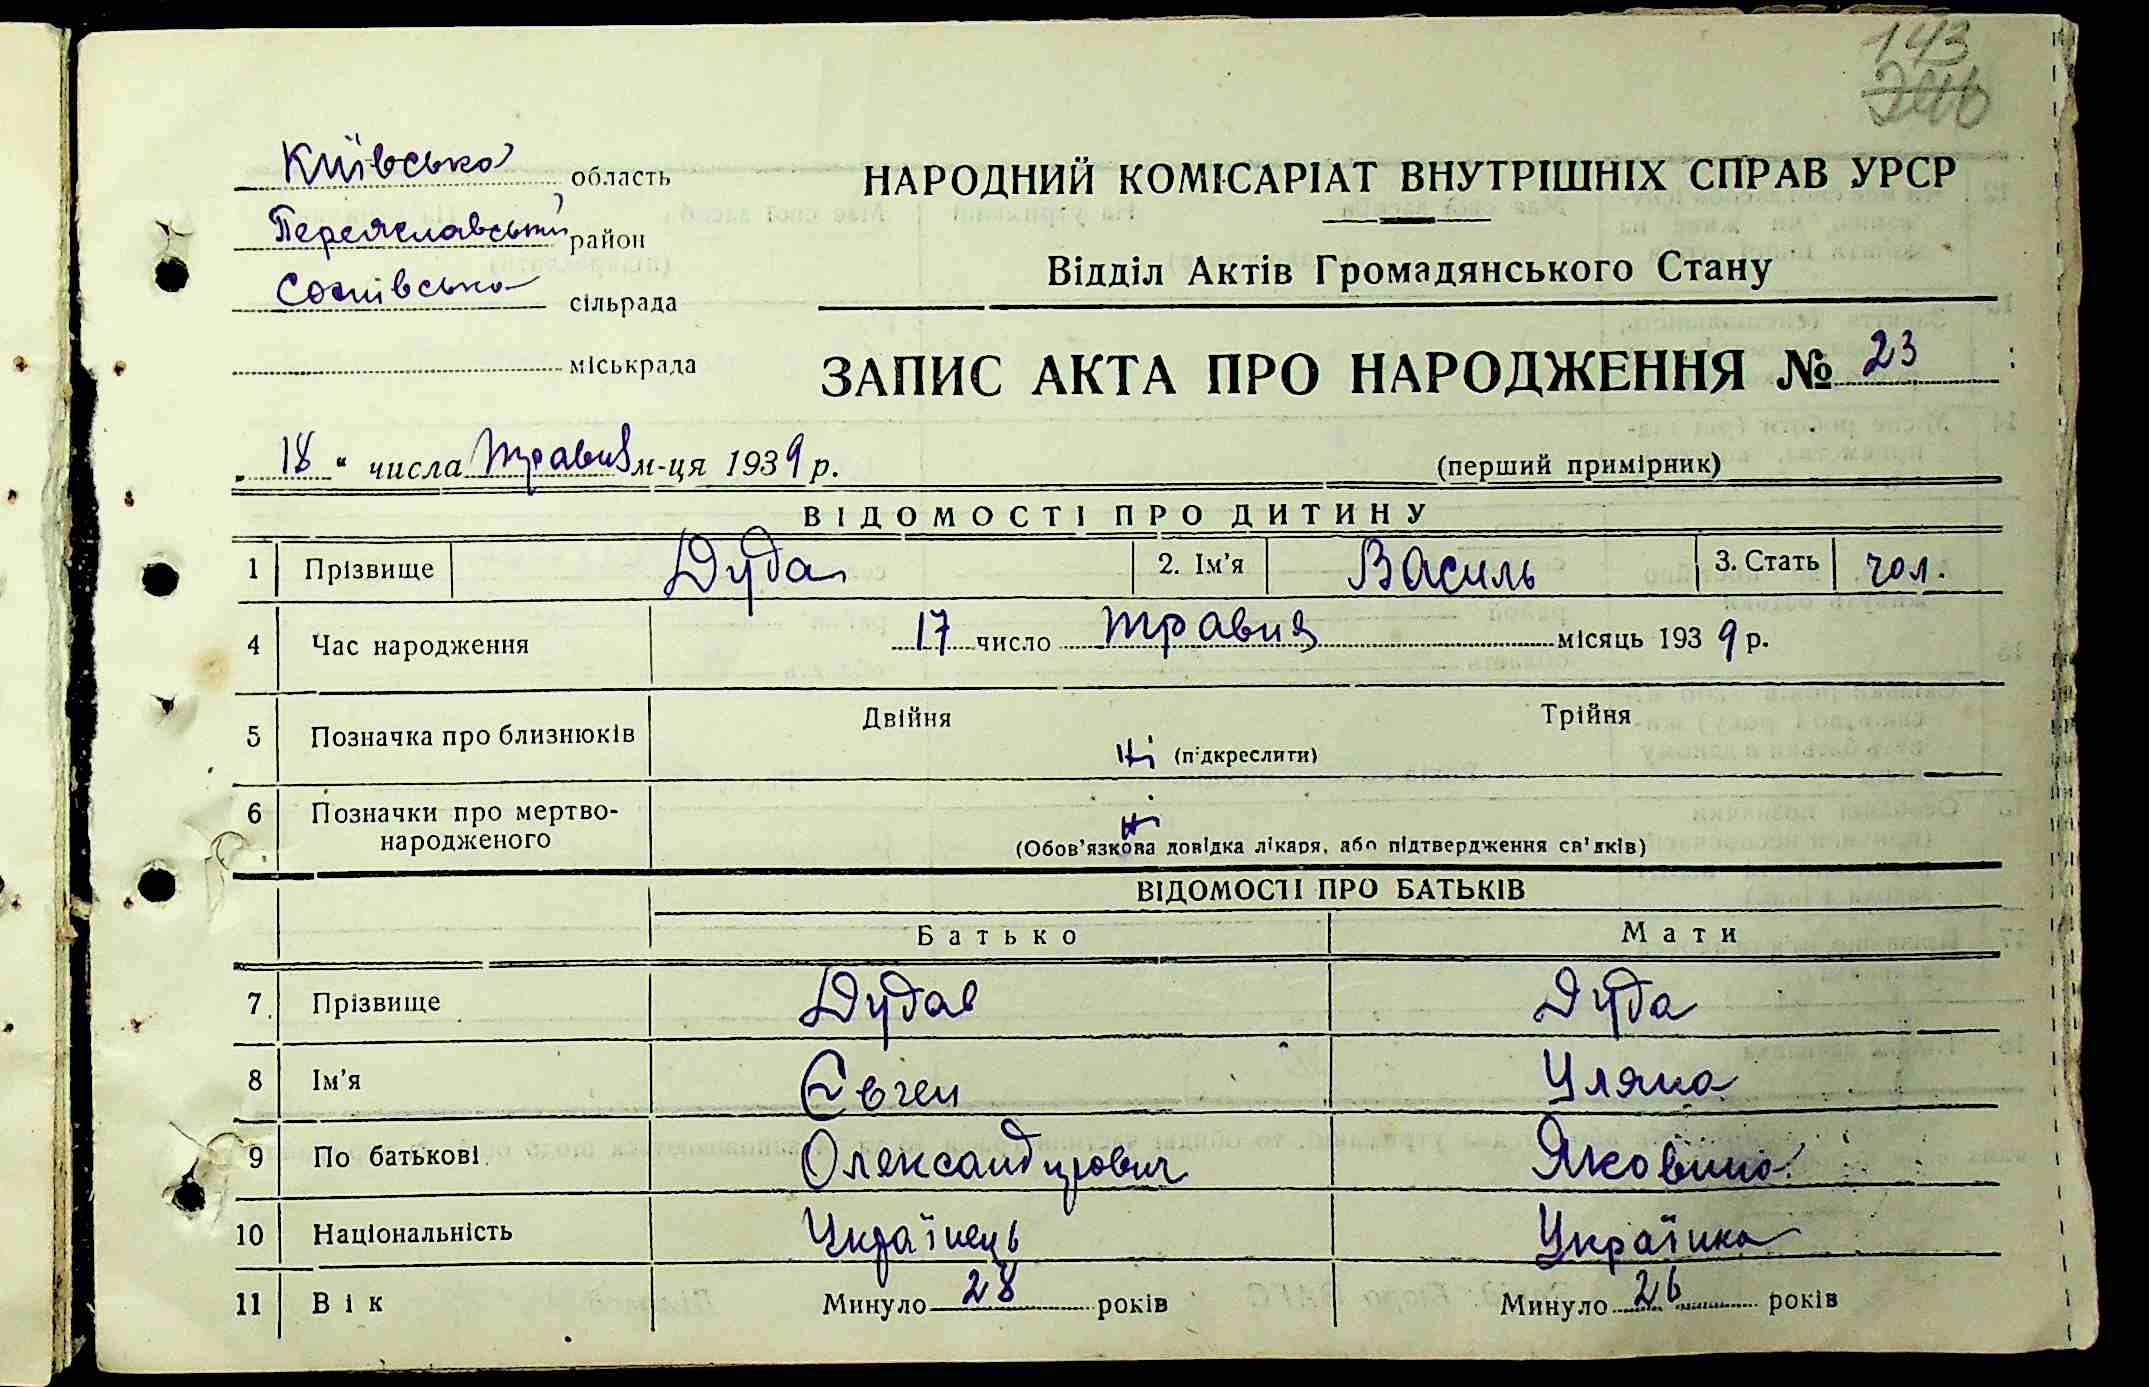 143
246
Київська область
Переяславський район
Сошнівська сільрада
міськрада
НАРОДНИЙ КОМІСАРІАТ ВНУТРІШНІХ СПРАВ УРСР
Відділ Актів Громадянського Стану
ЗАПИС АКТА ПРО НАРОДЖЕННЯ № 23
„ 18 “ числа травня м-ця 1939 р.
(перший примірник)
ВІДОМОСТІ ПРО ДИТИНУ
1 Прізвище Дуда 2. Ім'я Василь 3. Стать чол.
4 Час народження 17 число травня місяць 1939 р.
5 Позначка про близнюків Двійня Трійня
ні (підкреслити)
6 Позначки про мертво-
народженого ні
(Обов'язкова довідка лікаря, або підтвердження св'яків)
ВІДОМОСТІ ПРО БАТЬКІВ
Батько Мати
7 Прізвище Дуда Дуда
8 Ім'я Євген Уляна
9 По батькові Олександрович Яковівна
10 Національність Українець Українка
11 Вік Минуло 28 років Минуло 26 років